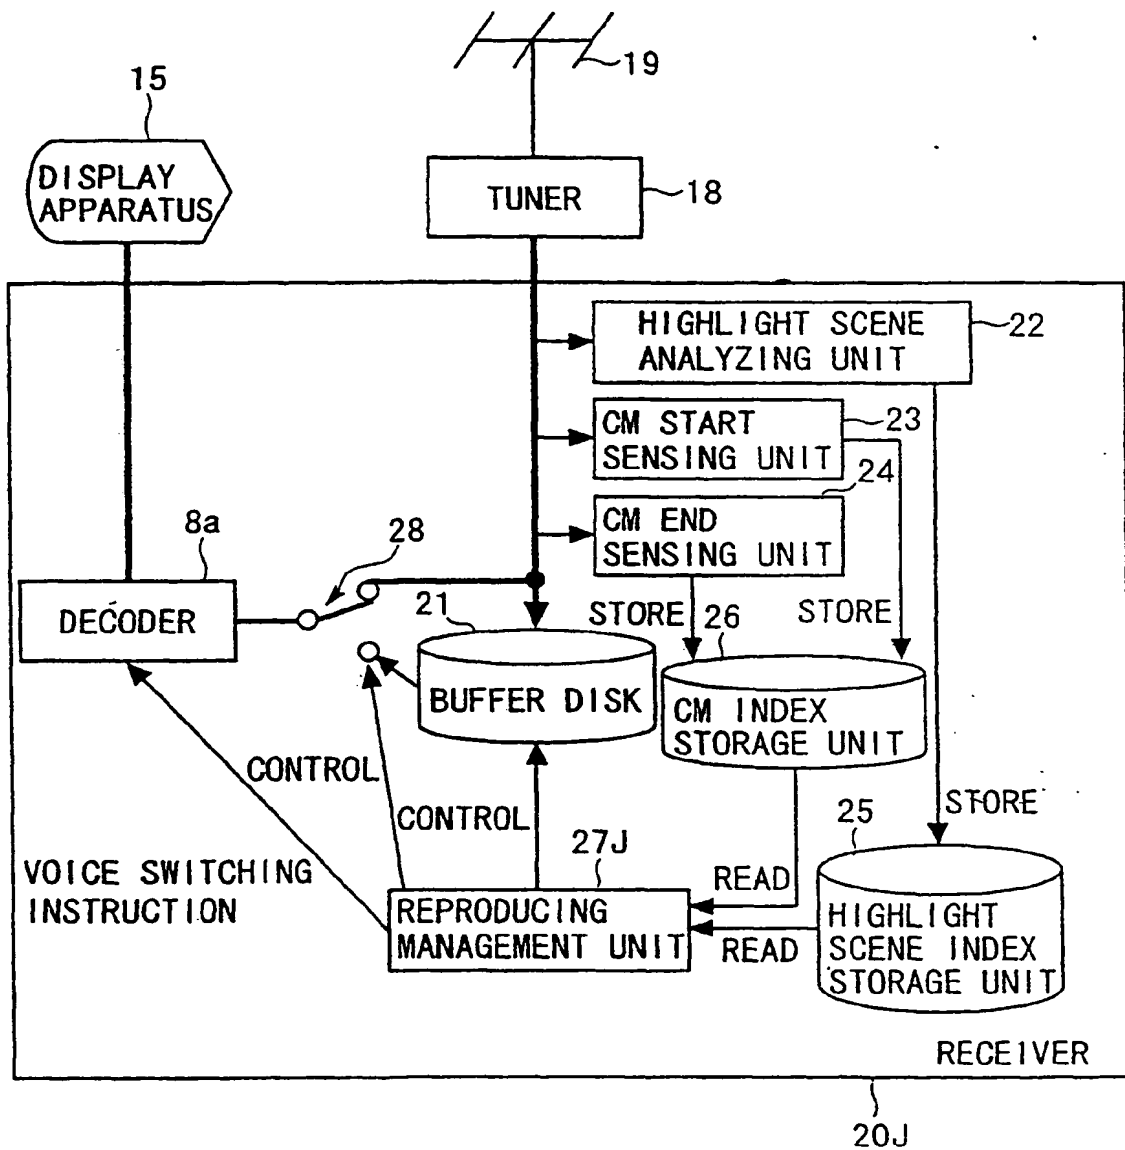 19
15
DISPLAY
APPARATUS
TUNER
18
HIGHLIGHT SCENE
ANALYZING UNIT
22
CM START
SENSING UNIT
23
24
CM END
SENSING UNIT
8a
28
DECODER
21
STORE
26
STORE
BUFFER DISK
CM INDEX
STORAGE UNIT
CONTROL
CONTROL
STORE
25
27J
VOICE SWITCHING
INSTRUCTION
READ
REPRODUCING
MANAGEMENT UNIT
READ
HIGHLIGHT
SCENE INDEX
STORAGE UNIT
RECEIVER
20J